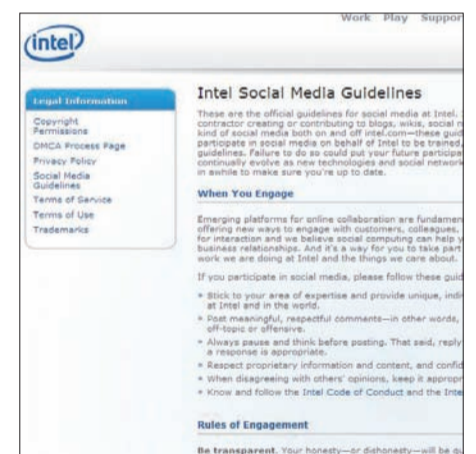 Work Play Support
intel
Legal Information
Copyright
Permissions
DMCA Process Page
Privacy Policy
Social Media
Guidelines
Terms of Service
Terms of Use
Trademarks
Intel Social Media Guidelines
These are the official guidelines for social media at Intel.
contractor creating or contributing to blogs, wikis, social n
kind of social media both on and off intel.com—these guid
participate in social media on behalf of Intel to be trained,
guidelines. Failure to do so could put your future participa
continually evolve as new technologies and social network
in awhile to make sure you're up to date.
When You Engage
Emerging platforms for online collaboration are fundamen
offering new ways to engage with customers, colleagues,
for interaction and we believe social computing can help y
business relationships. And it's a way for you to take part
work we are doing at Intel and the things we care about.
If you participate in social media, please follow these guid
Stick to your area of expertise and provide unique, indi
at Intel and in the world.
Post meaningful, respectful comments—in other words,
off-topic or offensive.
Always pause and think before posting. That said, reply
a response is appropriate.
Respect proprietary information and content, and confid
When disagreeing with others' opinions, keep it appropr
Know and follow the Intel Code of Conduct and the Inte
Rules of Engagement
Be transparent. Your honesty—or dishonesty—will be qu